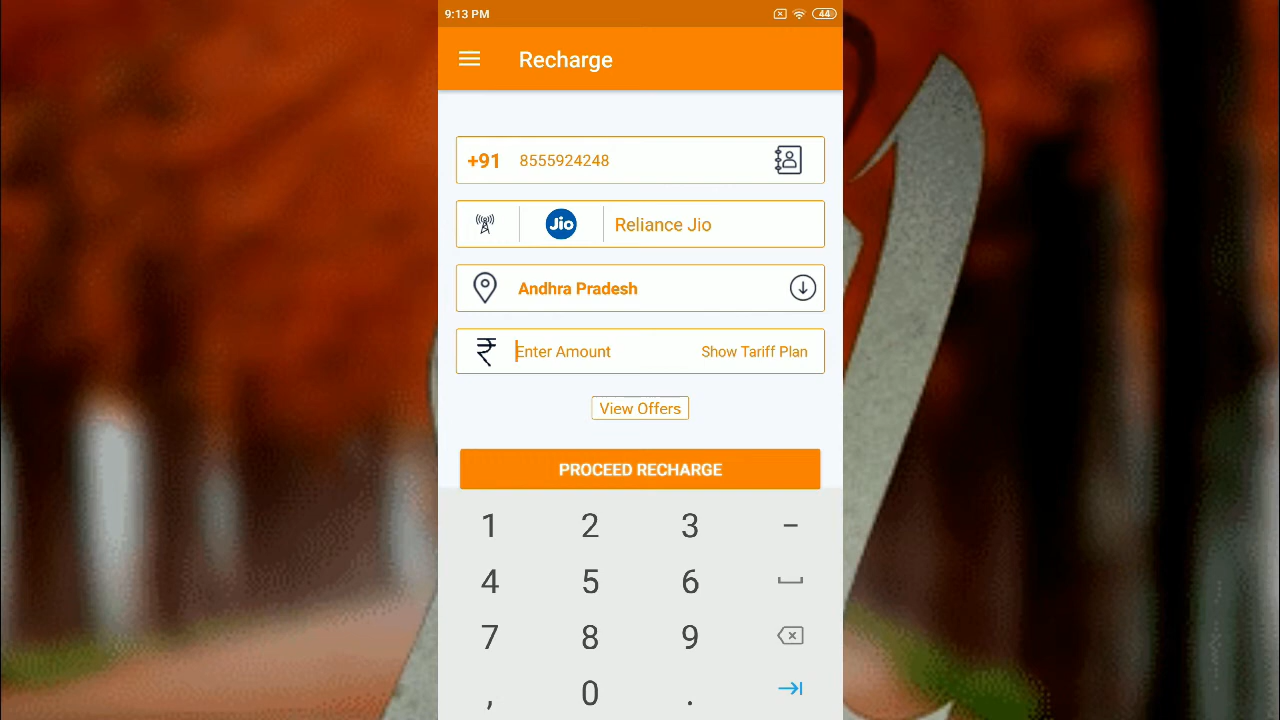 9:13 PM 44
Recharge
+91 8555924248
Jio Reliance Jio
Andhra Pradesh
₹ Enter Amount Show Tariff Plan
View Offers
PROCEED RECHARGE
1 2 3 -
4 5 6
7 8 9
, 0 .